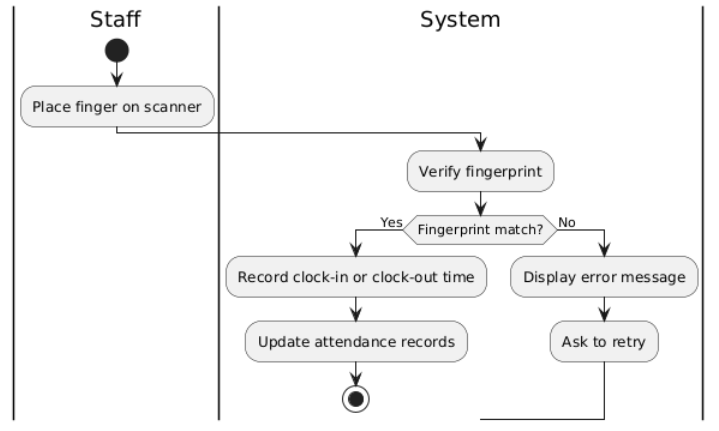 Staff
System
Place finger on scanner
Verify fingerprint
Yes
Fingerprint match?
No
Record clock-in or clock-out time
Display error message
Update attendance records
Ask to retry